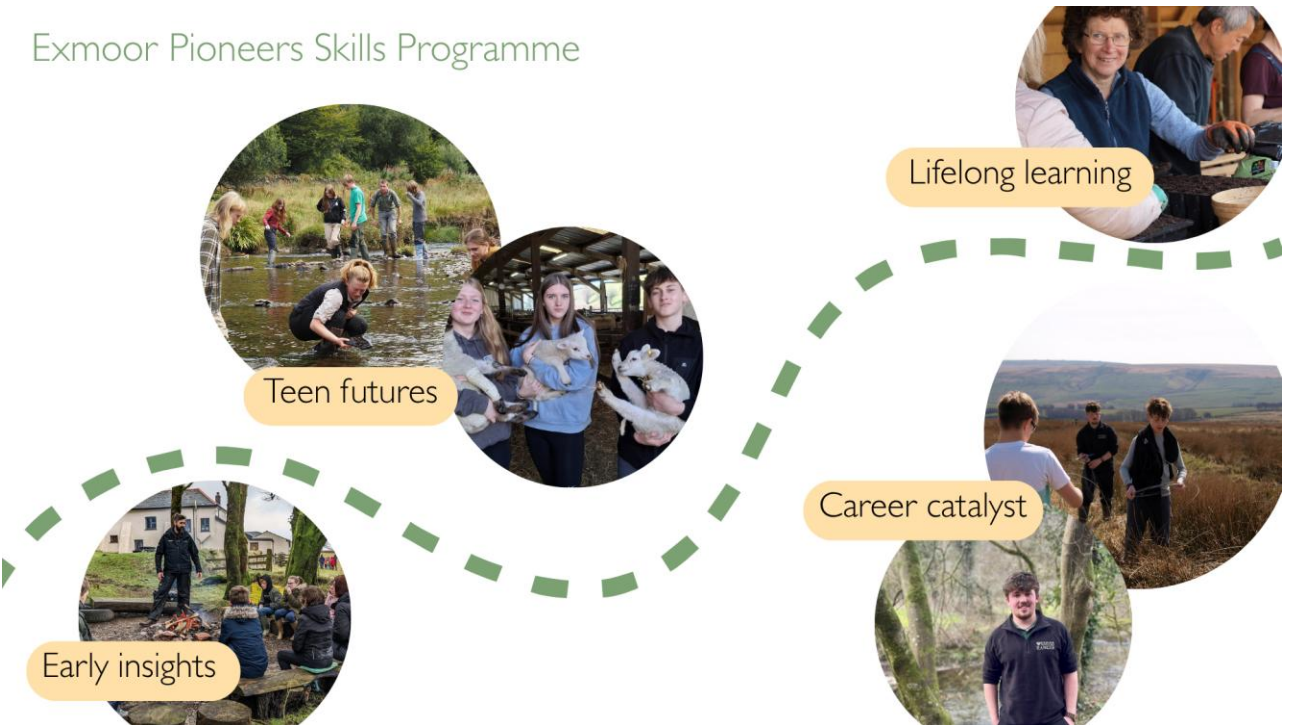 Exmoor Pioneers Skills Programme
Lifelong learning
Teen futures
Career catalyst
Early insights